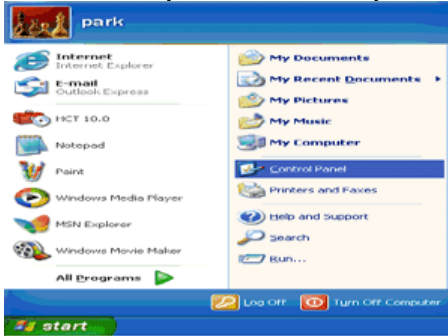 park
Internet
Internet Explorer
E-mail
Outlook Express
HCT 10.0
Notepad
Paint
Windows Media Player
MSN Explorer
Windows Movie Maker
All Programs
My Documents
My Recent Documents
My Pictures
My Music
My Computer
Control Panel
Printers and Faxes
Help and Support
Search
Run...
Log Off
Turn Off Computer
start